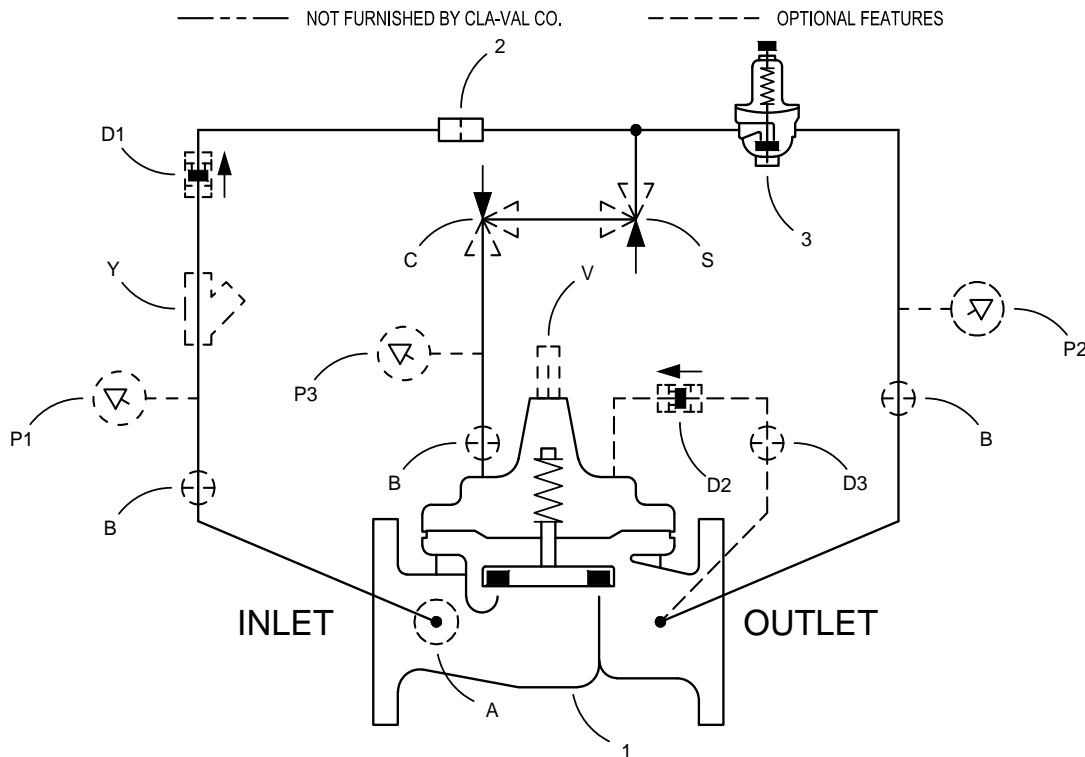 NOT FURNISHED BY CLA-VAL CO.
OPTIONAL FEATURES
2
D1
3
C
S
Y
V
P2
P3
P1
B
B
B
D2
D3
INLET
OUTLET
A
1